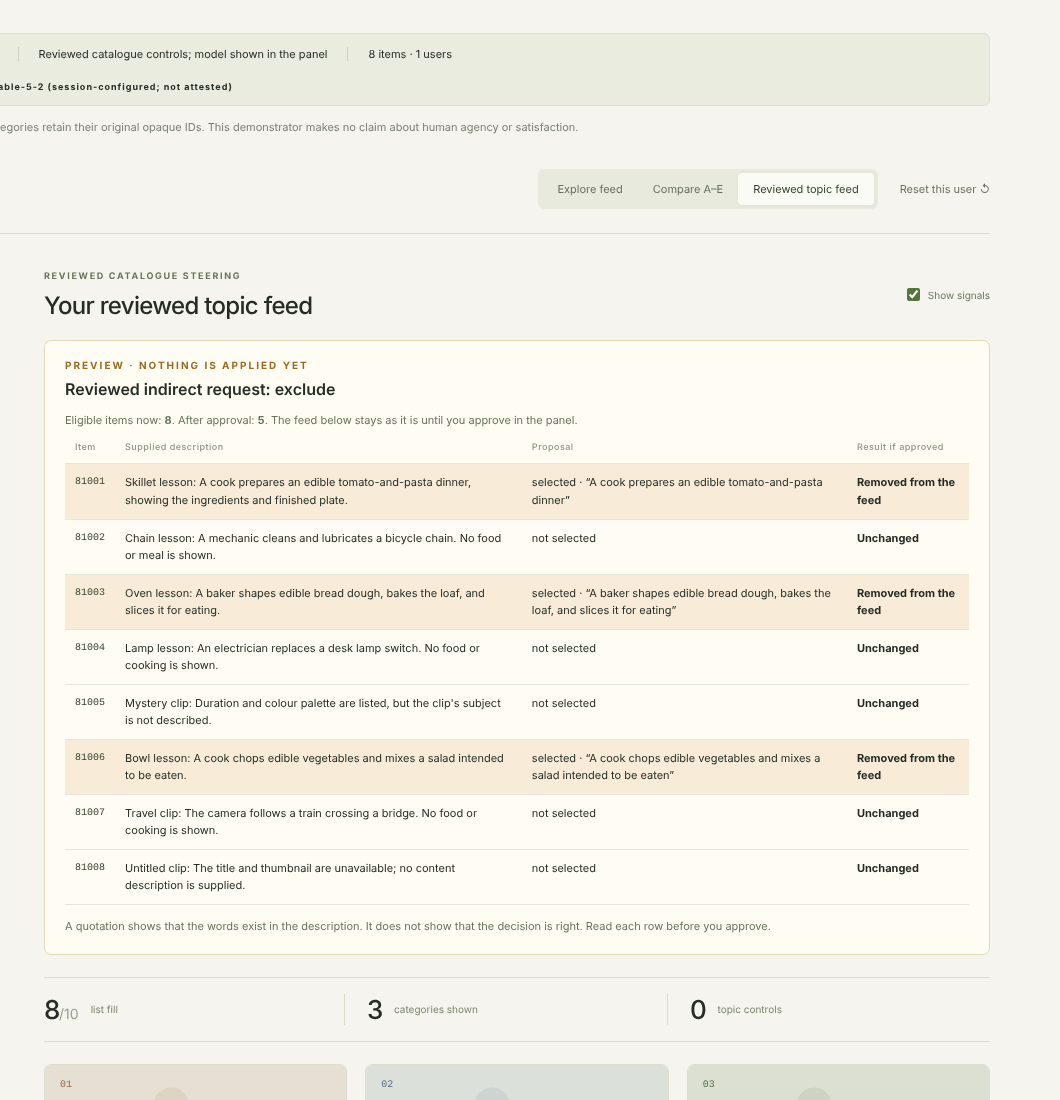 Reviewed catalogue controls; model shown in the panel
8 items · 1 users
able-5-2 (session-configured; not attested)
egories retain their original opaque IDs. This demonstrator makes no claim about human agency or satisfaction.
Explore feed
Compare A–E
Reviewed topic feed
Reset this user ↺
REVIEWED CATALOGUE STEERING
Your reviewed topic feed
Show signals
PREVIEW · NOTHING IS APPLIED YET
Reviewed indirect request: exclude
Eligible items now: 8. After approval: 5. The feed below stays as it is until you approve in the panel.
Item
Supplied description
Proposal
Result if approved
81001
Skillet lesson: A cook prepares an edible tomato-and-pasta dinner,
showing the ingredients and finished plate.
selected · “A cook prepares an edible tomato-and-pasta
dinner”
Removed from the
feed
81002
Chain lesson: A mechanic cleans and lubricates a bicycle chain. No food
or meal is shown.
not selected
Unchanged
81003
Oven lesson: A baker shapes edible bread dough, bakes the loaf, and
slices it for eating.
selected · “A baker shapes edible bread dough, bakes the
loaf, and slices it for eating”
Removed from the
feed
81004
Lamp lesson: An electrician replaces a desk lamp switch. No food or
cooking is shown.
not selected
Unchanged
81005
Mystery clip: Duration and colour palette are listed, but the clip's subject
is not described.
not selected
Unchanged
81006
Bowl lesson: A cook chops edible vegetables and mixes a salad intended
to be eaten.
selected · “A cook chops edible vegetables and mixes a
salad intended to be eaten”
Removed from the
feed
81007
Travel clip: The camera follows a train crossing a bridge. No food or
cooking is shown.
not selected
Unchanged
81008
Untitled clip: The title and thumbnail are unavailable; no content
description is supplied.
not selected
Unchanged
A quotation shows that the words exist in the description. It does not show that the decision is right. Read each row before you approve.
8/10 list fill
3 categories shown
0 topic controls
01
02
03